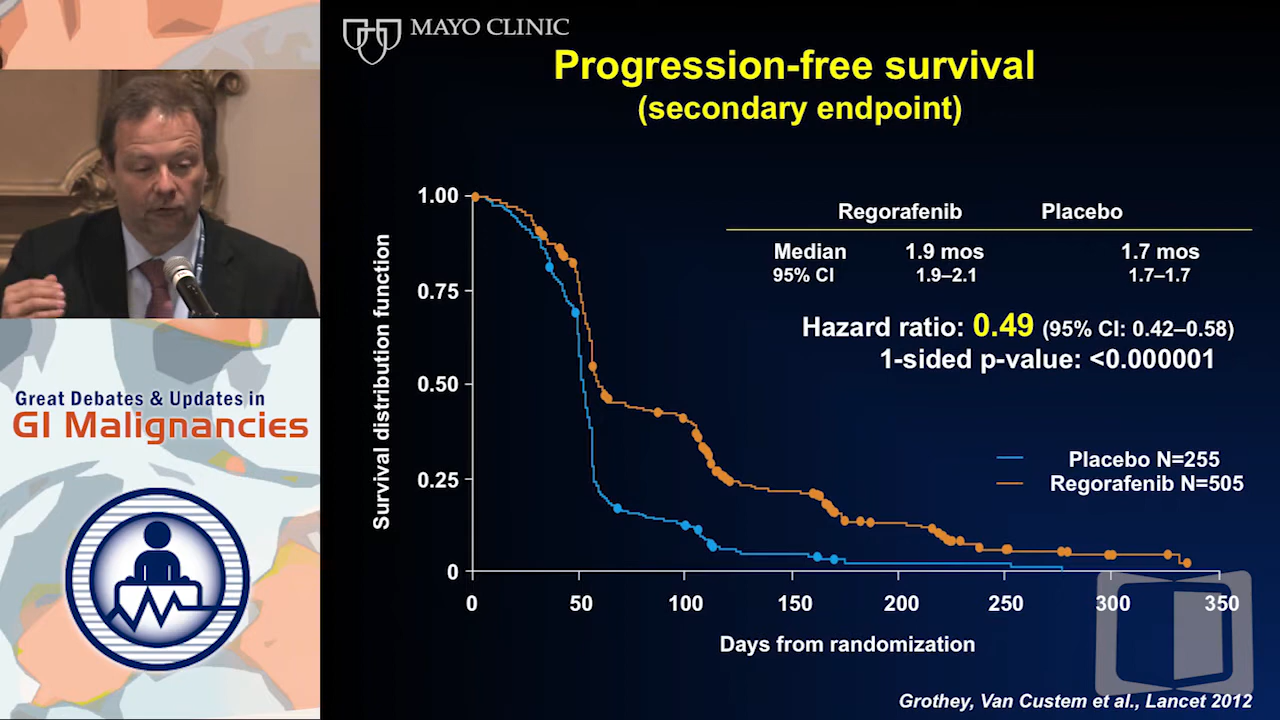 MAYO CLINIC
Progression-free survival
(secondary endpoint)
Great Debates & Updates in
GI Malignancies
Survival distribution function
1.00
0.75
0.50
0.25
0
0 50 100 150 200 250 300 350
Days from randomization
Regorafenib Placebo
Median 1.9 mos 1.7 mos
95% CI 1.9–2.1 1.7–1.7
Hazard ratio: 0.49 (95% CI: 0.42–0.58)
1-sided p-value: <0.000001
Placebo N=255
Regorafenib N=505
Grothey, Van Custem et al., Lancet 2012